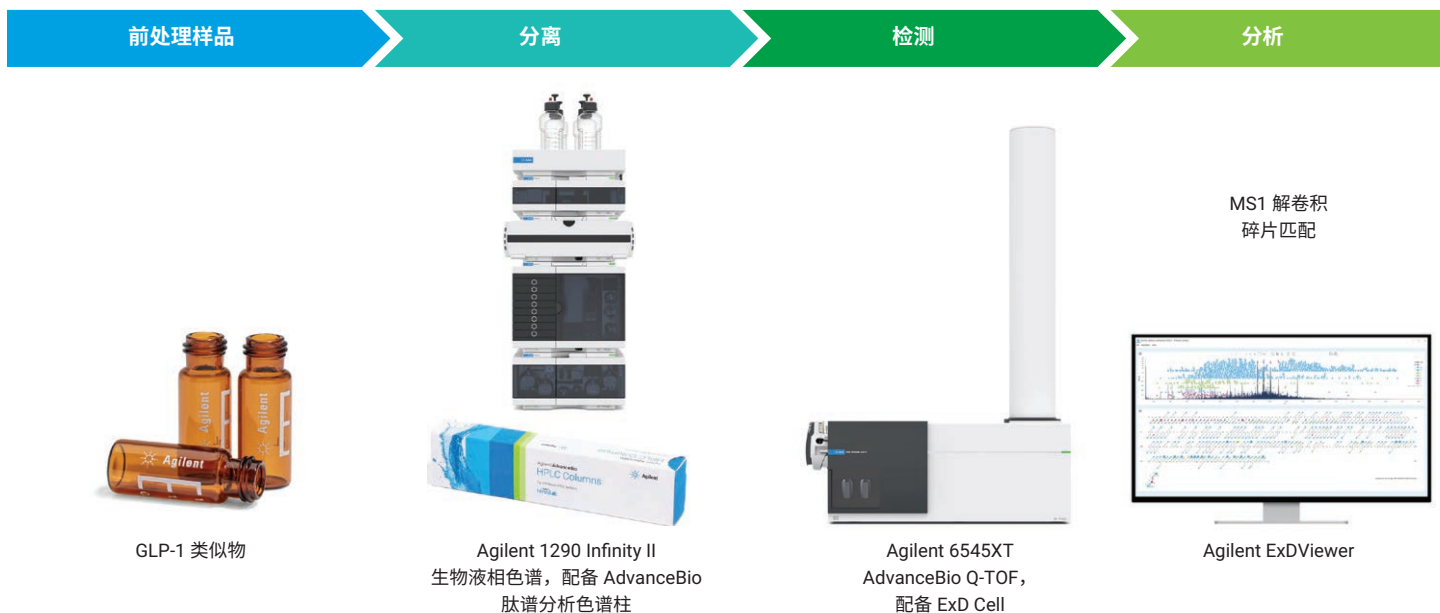 前处理样品
分离
检测
分析
MS1 解卷积
碎片匹配
Agilent
Agilent
Agilent
HPLC Columns
Agilent
GLP-1 类似物
Agilent 1290 Infinity II
生物液相色谱，配备 AdvanceBio
肽谱分析色谱柱
Agilent 6545XT
AdvanceBio Q-TOF，
配备 ExD Cell
Agilent ExDViewer